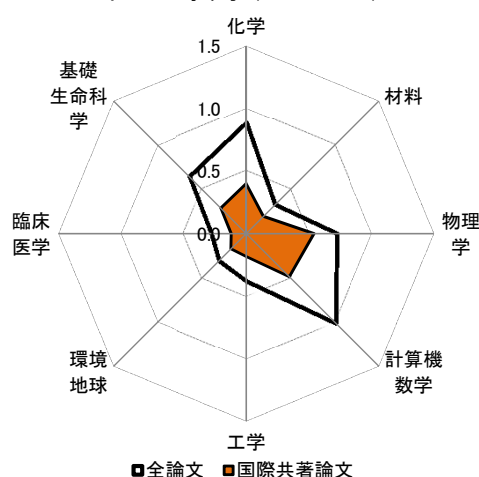 化学
1.5
基礎
生命科
学
材料
1.0
0.5
臨床
医学
0.0
物理
学
環境
地球
計算機
数学
工学
全論文 国際共著論文